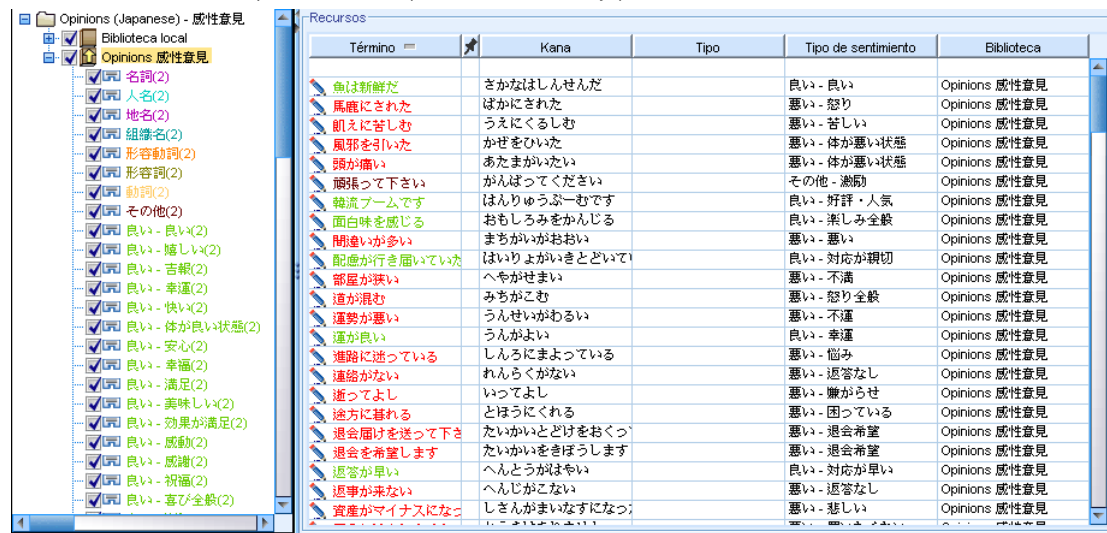 Opinions (Japanese) - 感性意見
Biblioteca local
Opinions 感性意見
名詞(2)
人名(2)
地名(2)
組織名(2)
形容動詞(2)
形容詞(2)
動詞(2)
その他(2)
良い - 良い(2)
良い - 嬉しい(2)
良い - 吉報(2)
良い - 幸運(2)
良い - 快い(2)
良い - 体が良い状態(2)
良い - 安心(2)
良い - 幸福(2)
良い - 満足(2)
良い - 美味しい(2)
良い - 効果が満足(2)
良い - 感動(2)
良い - 感謝(2)
良い - 祝福(2)
良い - 喜び全般(2)
Recursos
Término Kana Tipo Tipo de sentimiento Biblioteca
魚は新鮮だ さかなはしんせんだ 良い - 良い Opinions 感性意見
馬鹿にされた ばかにされた 悪い - 怒り Opinions 感性意見
飢えに苦しむ うえにくるしむ 悪い - 苦しい Opinions 感性意見
風邪を引いた かぜをひいた 悪い - 体が悪い状態 Opinions 感性意見
頭が痛い あたまがいたい 悪い - 体が悪い状態 Opinions 感性意見
頑張って下さい がんばってください その他 - 激励 Opinions 感性意見
韓流ブームです はんりゅうぶーむです 良い - 好評・人気 Opinions 感性意見
面白味を感じる おもしろみをかんじる 良い - 楽しみ全般 Opinions 感性意見
間違いが多い まちがいがおおい 悪い - 悪い Opinions 感性意見
配慮が行き届いていた はいりょがいきとどいてい 良い - 対応が親切 Opinions 感性意見
部屋が狭い へやがせまい 悪い - 不満 Opinions 感性意見
道が混む みちがこむ 悪い - 怒り全般 Opinions 感性意見
運勢が悪い うんせいがわるい 悪い - 不運 Opinions 感性意見
運が良い うんがよい 良い - 幸運 Opinions 感性意見
進路に迷っている しんろにまよっている 悪い - 悩み Opinions 感性意見
連絡がない れんらくがない 悪い - 返答なし Opinions 感性意見
逝ってよし いってよし 悪い - 嫌がらせ Opinions 感性意見
途方に暮れる とほうにくれる 悪い - 困っている Opinions 感性意見
退会届けを送って下さ たいかいとどけをおくっ 悪い - 退会希望 Opinions 感性意見
退会を希望します たいかいをきぼうします 悪い - 退会希望 Opinions 感性意見
返答が早い へんとうがはやい 良い - 対応が早い Opinions 感性意見
返事が来ない へんじがこない 悪い - 返答なし Opinions 感性意見
資産がマイナスになっ しさんがまいなすになっ 悪い - 悲しい Opinions 感性意見